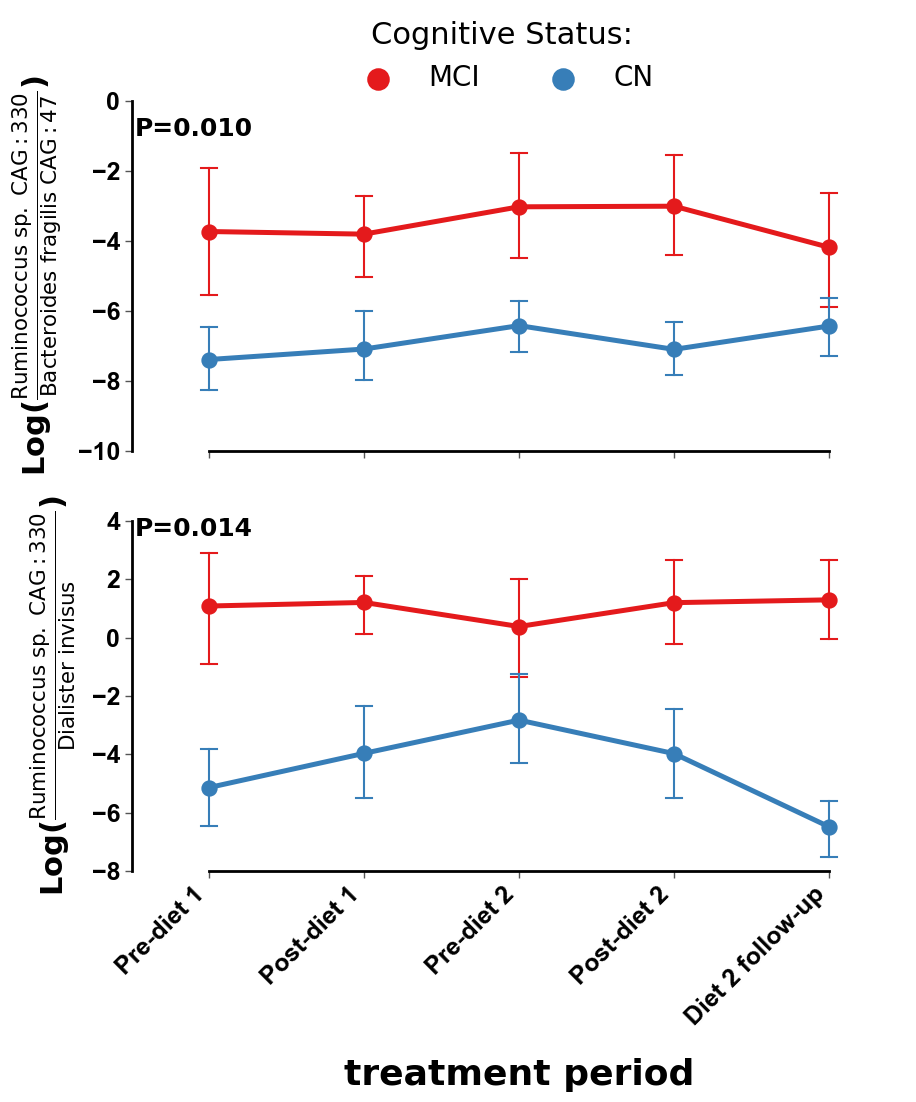 Cognitive Status:
MCI CN
Log(Ruminococcus sp. CAG:330
Bacteroides fragilis CAG:47)
P=0.010
0
−2
−4
−6
−8
−10
Log(Ruminococcus sp. CAG:330
Dialister invisus)
P=0.014
4
2
0
−2
−4
−6
−8
Pre-diet 1
Post-diet 1
Pre-diet 2
Post-diet 2
Diet 2 follow-up
treatment period